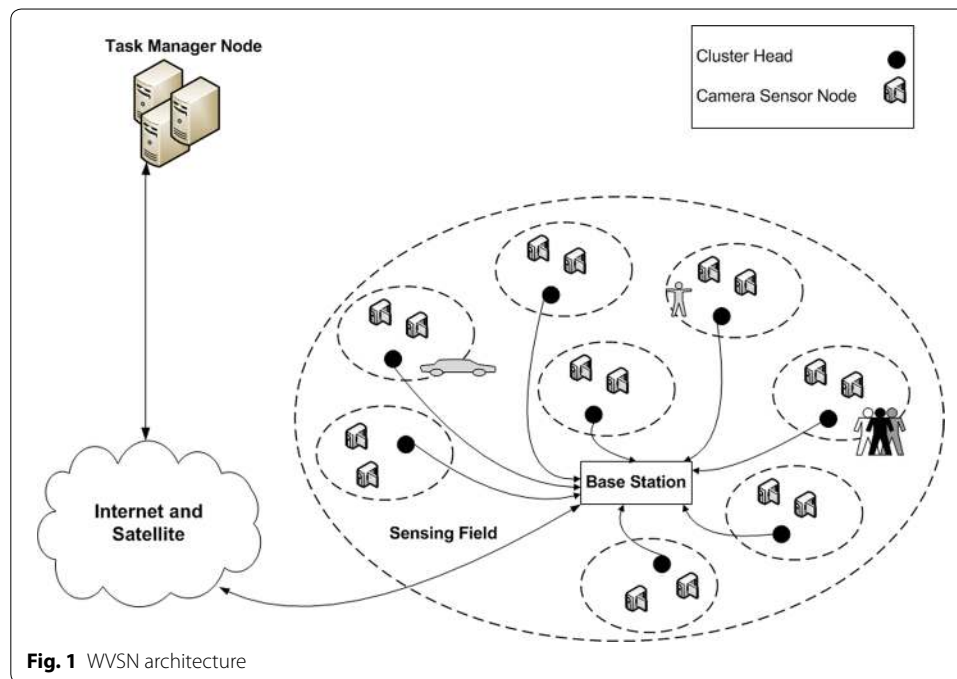 Task Manager Node
Cluster Head
Camera Sensor Node
Base Station
Internet and
Satellite
Sensing Field
Fig. 1 WVSN architecture